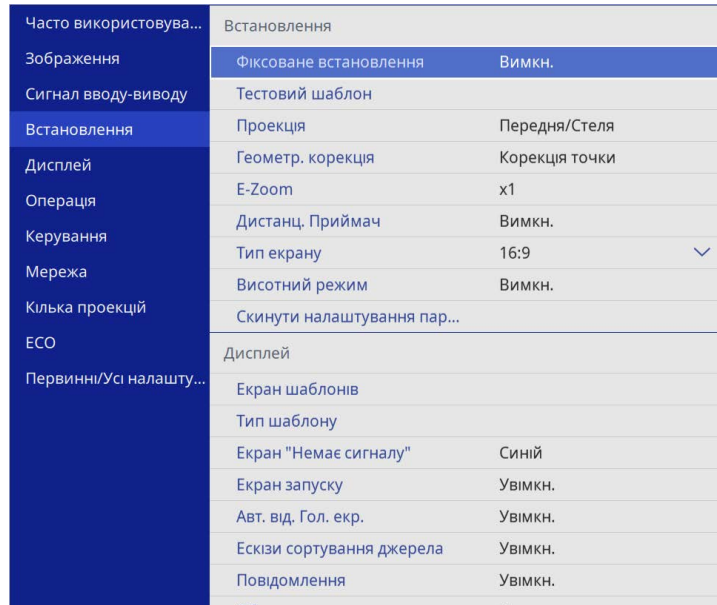 Часто використовува...
Зображення
Сигнал вводу-виводу
Встановлення
Дисплей
Операція
Керування
Мережа
Кілька проекцій
ECO
Первинні/Усі налашту...
Встановлення
Фіксоване встановлення Вимкн.
Тестовий шаблон
Проекція Передня/Стеля
Геометр. корекція Корекція точки
E-Zoom x1
Дистанц. Приймач Вимкн.
Тип екрану 16:9
Висотний режим Вимкн.
Скинути налаштування пар...
Дисплей
Екран шаблонів
Тип шаблону
Екран "Немає сигналу" Синій
Екран запуску Увімкн.
Авт. від. Гол. екр. Увімкн.
Ескізи сортування джерела Увімкн.
Повідомлення Увімкн.